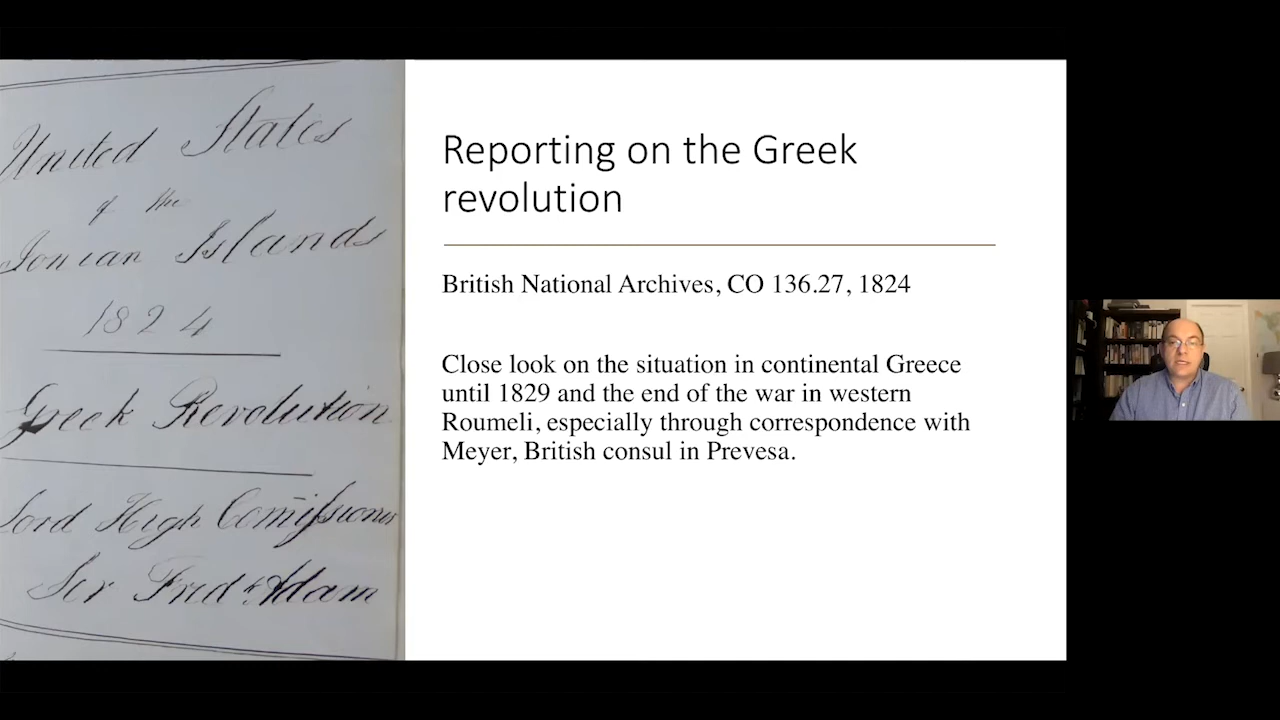 United States
of the
Ionian Islands
1824
Greek Revolution
Lord High Comissioner
Sir Fredk Adam
Reporting on the Greek
revolution
British National Archives, CO 136.27, 1824
Close look on the situation in continental Greece
until 1829 and the end of the war in western
Roumeli, especially through correspondence with
Meyer, British consul in Prevesa.